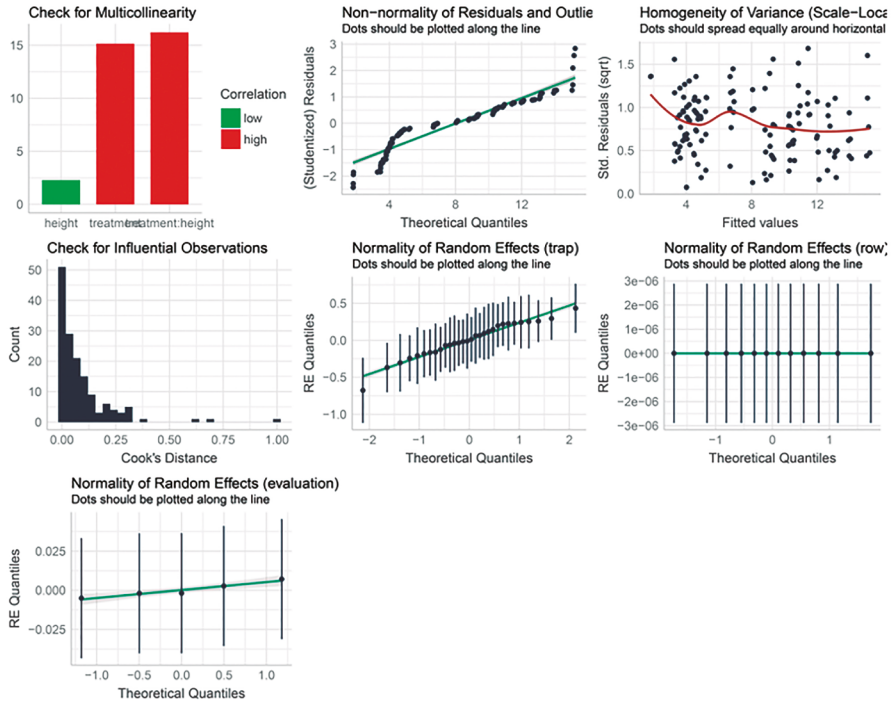 Check for Multicollinearity
15
10
5
0
height
treatment
treatment:height
Correlation
low
high
Non-normality of Residuals and Outlie
Dots should be plotted along the line
(Studentized) Residuals
3
2
1
0
−1
−2
4
8
12
Theoretical Quantiles
Homogeneity of Variance (Scale-Loca
Dots should spread equally around horizontal
Std. Residuals (sqrt)
1.5
1.0
0.5
0.0
4
8
12
Fitted values
Check for Influential Observations
Count
50
40
30
20
10
0
0.00
0.25
0.50
0.75
1.00
Cook's Distance
Normality of Random Effects (trap)
Dots should be plotted along the line
RE Quantiles
0.5
0.0
−0.5
−1.0
−2
−1
0
1
2
Theoretical Quantiles
Normality of Random Effects (row)
Dots should be plotted along the line
RE Quantiles
3e−06
2e−06
1e−06
0e+00
−1e−06
−2e−06
−3e−06
−1
0
1
Theoretical Quantiles
Normality of Random Effects (evaluation)
Dots should be plotted along the line
RE Quantiles
0.025
0.000
−0.025
−1.0
−0.5
0.0
0.5
1.0
Theoretical Quantiles